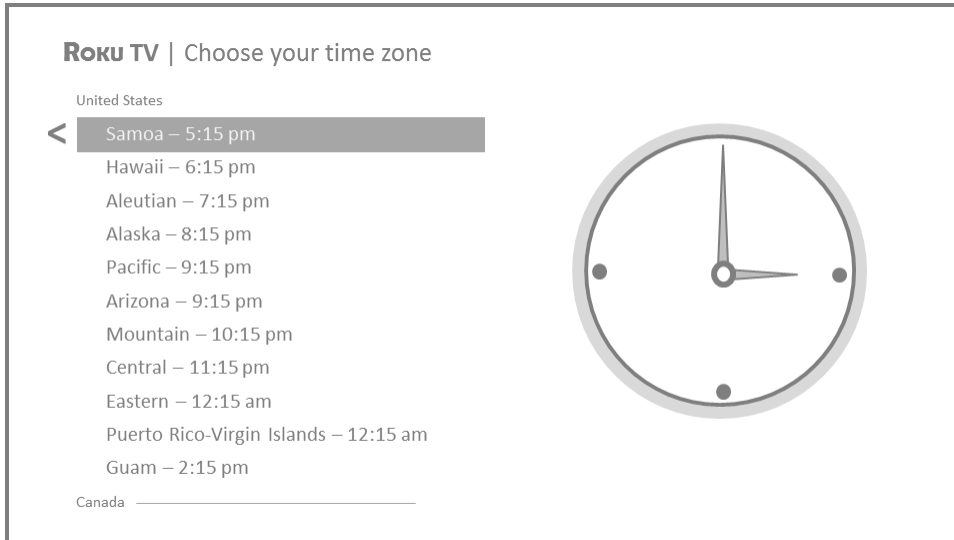 Roku TV | Choose your time zone
United States
<
Samoa – 5:15 pm
Hawaii – 6:15 pm
Aleutian – 7:15 pm
Alaska – 8:15 pm
Pacific – 9:15 pm
Arizona – 9:15 pm
Mountain – 10:15 pm
Central – 11:15 pm
Eastern – 12:15 am
Puerto Rico-Virgin Islands – 12:15 am
Guam – 2:15 pm
Canada